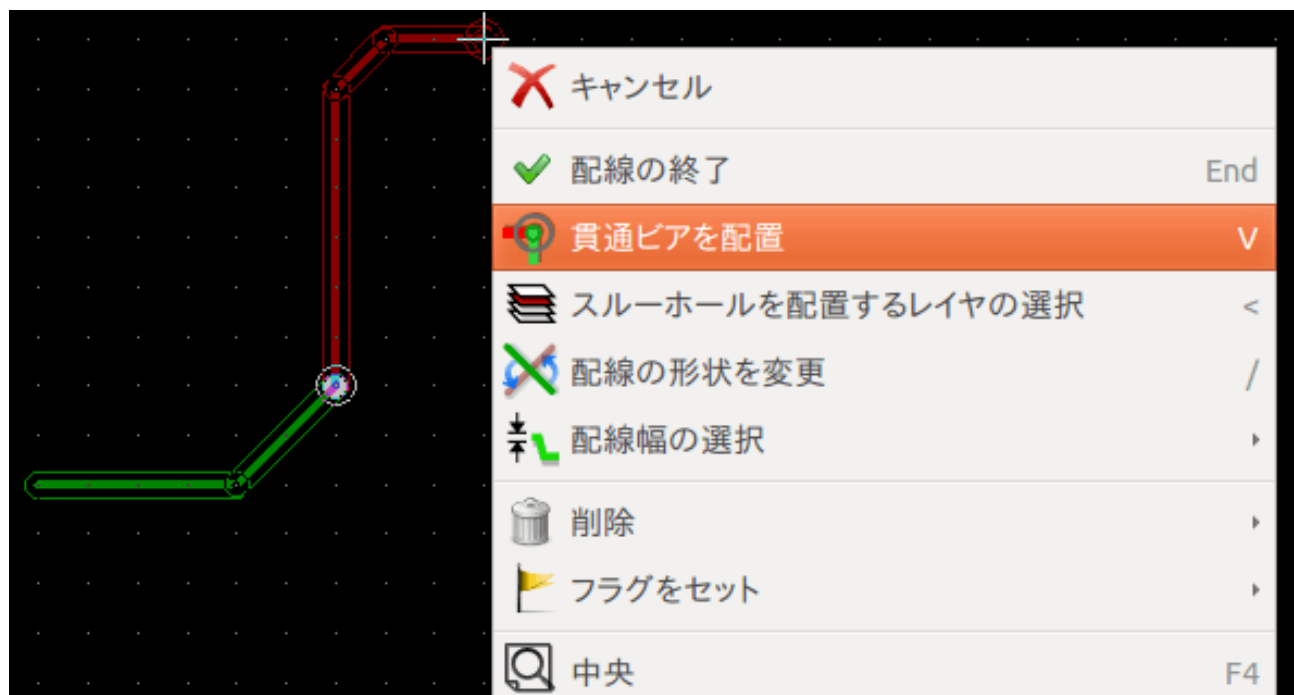 キャンセル
配線の終了 End
貫通ビアを配置 V
スルーホールを配置するレイヤの選択 <
配線の形状を変更 /
配線幅の選択
削除
フラグをセット
中央 F4